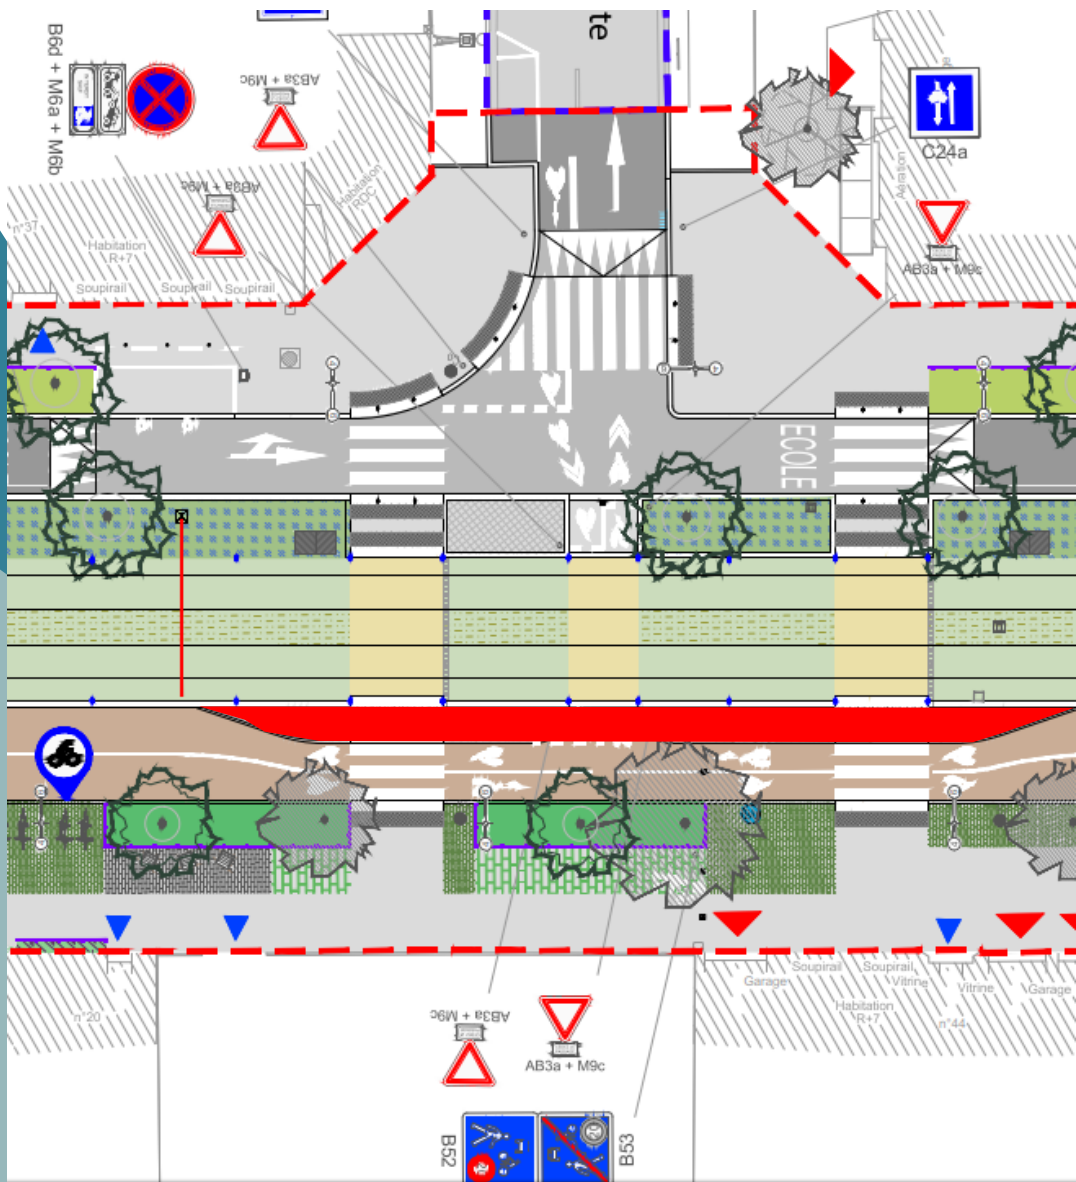 te
B6d + M6a + M6b
AB3a + M9c
AB3a + M9c
C24a
Aération
AB3a + M9c
Habitation
RDC
n°37
Habitation
R+7
Soupirail
Soupirail
Soupirail
ECOLE
Garage
Soupirail
Soupirail
Vitrine
Vitrine
Garage
Habitation
R+7
n°20
n°44
AB3a + M9c
AB3a + M9c
B52
B53